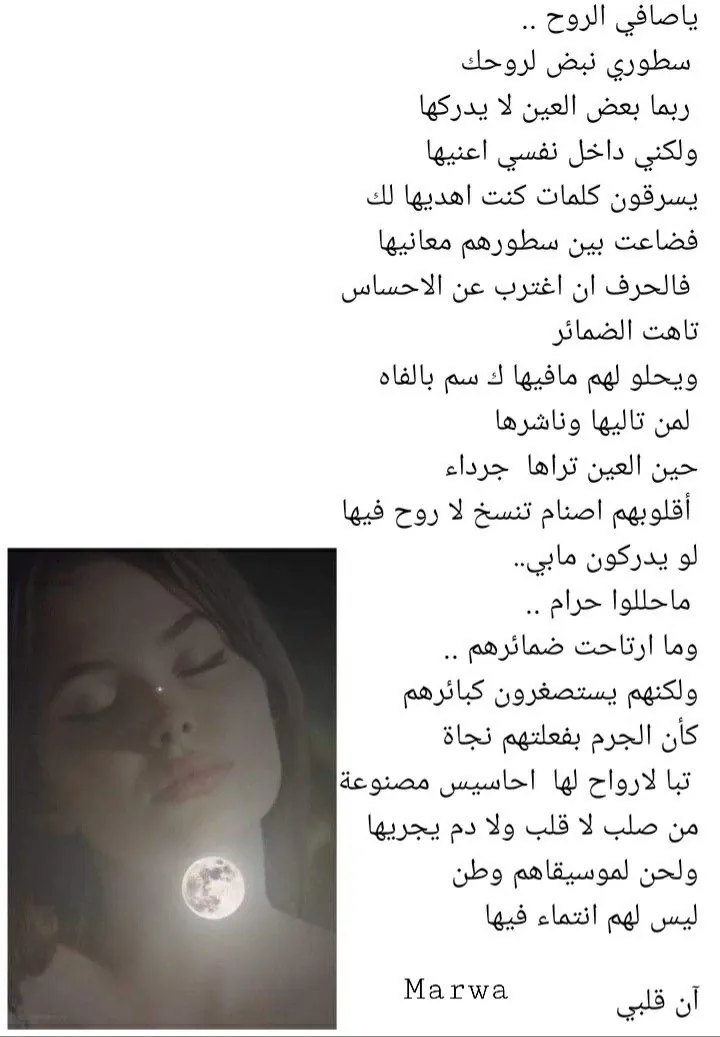 ياصافي الروح ..
سطوري نبض لروحك
ربما بعض العين لا يدركها
ولكني داخل نفسي اعنيها
يسرقون كلمات كنت اهديها لك
فضاعت بين سطورهم معانيها
فالحرف ان اغترب عن الاحساس
تاهت الضمائر
ويحلو لهم مافيها ك سم بالفاه
لمن تاليها وناشرها
حين العين تراها جرداء
أقلوبهم اصنام تنسخ لا روح فيها
لو يدركون مابي..
ماحللوا حرام ..
وما ارتاحت ضمائرهم ..
ولكنهم يستصغرون كبائرهم
كأن الجرم بفعلتهم نجاة
تبا لارواح لها احاسيس مصنوعة
من صلب لا قلب ولا دم يجريها
ولحن لموسيقاهم وطن
ليس لهم انتماء فيها
آن قلبي Marwa